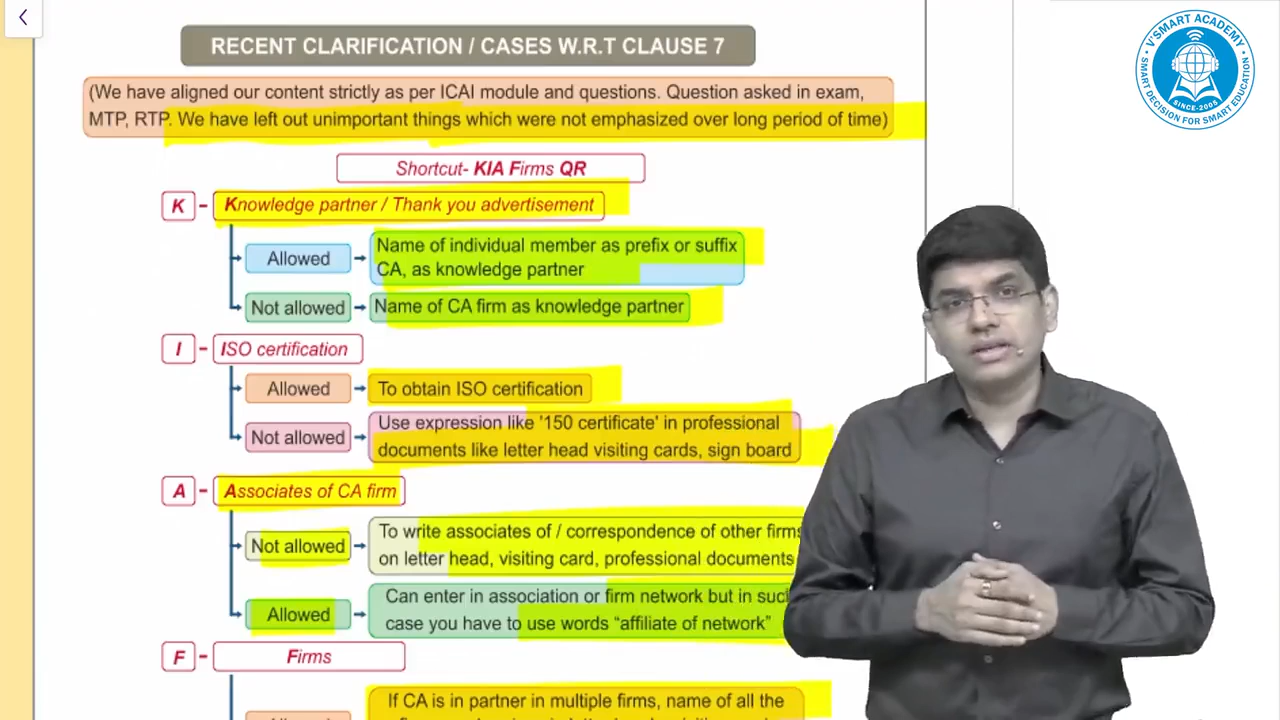 RECENT CLARIFICATION / CASES W.R.T CLAUSE 7
(We have aligned our content strictly as per ICAI module and questions. Question asked in exam,
MTP, RTP. We have left out unimportant things which were not emphasized over long period of time)
Shortcut- KIA Firms QR
K - Knowledge partner / Thank you advertisement
Allowed
Name of individual member as prefix or suffix
CA, as knowledge partner
Not allowed
Name of CA firm as knowledge partner
I - ISO certification
Allowed
To obtain ISO certification
Not allowed
Use expression like '150 certificate' in professional
documents like letter head visiting cards, sign board
A - Associates of CA firm
Not allowed
To write associates of / correspondence of other firms
on letter head, visiting card, professional documents
Allowed
Can enter in association or firm network but in
case you have to use words “affiliate of network”
F - Firms
If CA is in partner in multiple firms, name of all the
V'SMART ACADEMY
SINCE-2005
SMART DECISION FOR SMART EDUCATION